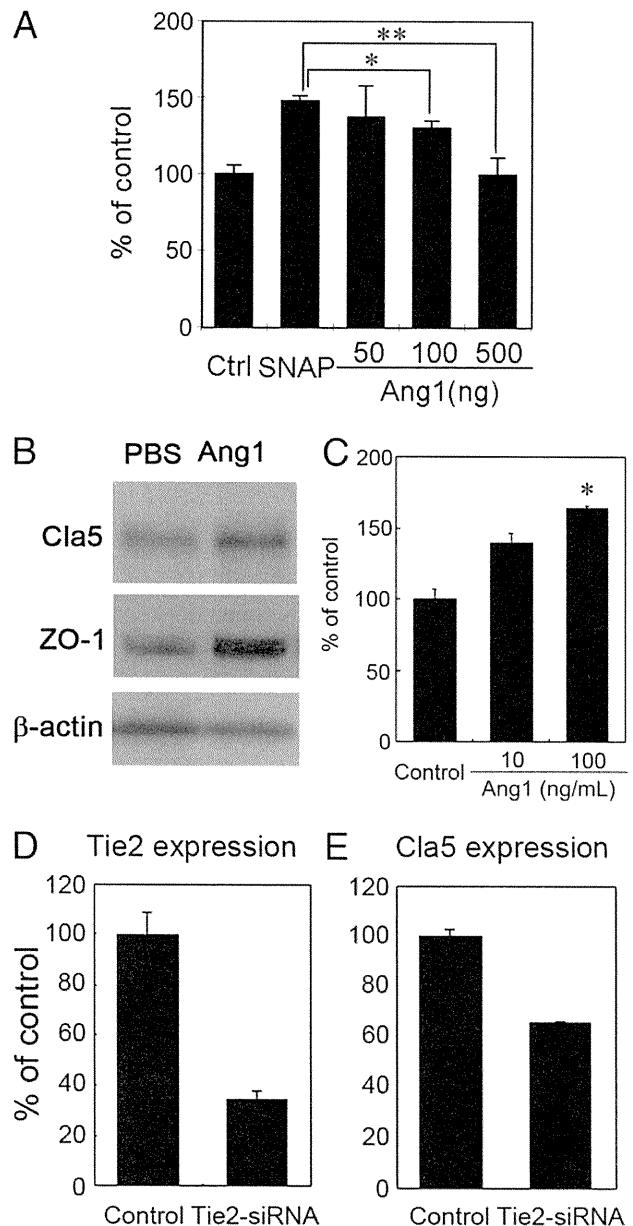 A
% of control
200
150
100
50
0
** 
*
Ctrl SNAP 50 100 500
Ang1(ng)
B
PBS Ang1
Cla5
ZO-1
β-actin
C
% of control
200
150
100
50
0
*
Control 10 100
Ang1 (ng/mL)
D Tie2 expression
% of control
120
100
80
60
40
20
0
Control Tie2-siRNA
E Cla5 expression
120
100
80
60
40
20
0
Control Tie2-siRNA